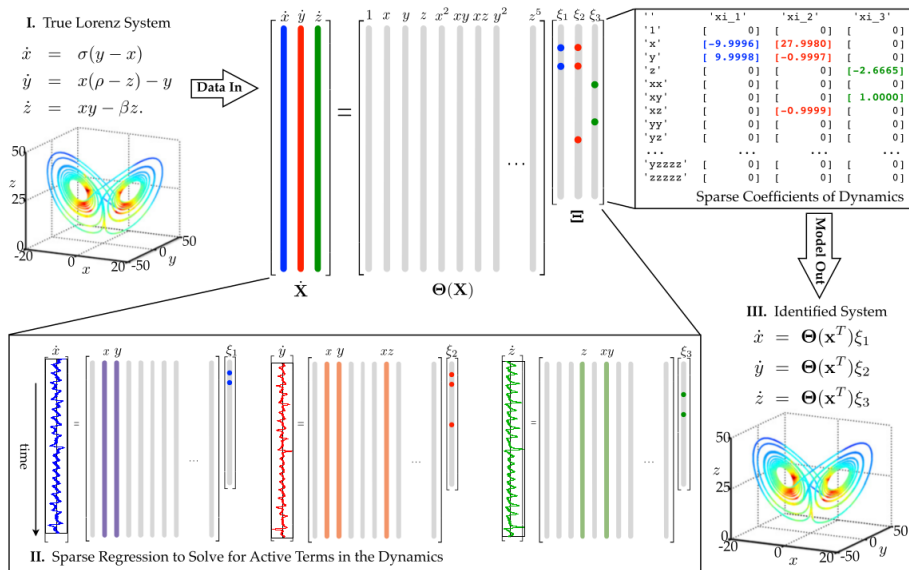 I. True Lorenz System
ẋ = σ(y − x)
ẏ = x(ρ − z) − y
ż = xy − βz.
Data In
50
25
0
z
-20
0
20
x
-50
0
50
y
ẋ ẏ ż
=
1 x y z x² xy xz y² z⁵
...
ξ₁ ξ₂ ξ₃
Ẋ
Θ(X)
Ξ
'' 'xi_1' 'xi_2' 'xi_3'
'1' [ 0] [ 0] [ 0]
'x' [-9.9996] [27.9980] [ 0]
'y' [ 9.9998] [-0.9997] [ 0]
'z' [ 0] [ 0] [-2.6665]
'xx' [ 0] [ 0] [ 0]
'xy' [ 0] [ 0] [ 1.0000]
'xz' [ 0] [-0.9999] [ 0]
'yy' [ 0] [ 0] [ 0]
'yz' [ 0] [ 0] [ 0]
... ... ... ...
'yzzzz' [ 0] [ 0] [ 0]
'zzzzz' [ 0] [ 0] [ 0]
Sparse Coefficients of Dynamics
Model Out
III. Identified System
ẋ = Θ(xᵀ)ξ₁
ẏ = Θ(xᵀ)ξ₂
ż = Θ(xᵀ)ξ₃
50
25
0
z
-20
0
20
x
-50
0
50
y
time
ẋ
=
x y
...
ξ₁
ẏ
=
x y xz
...
ξ₂
ż
=
z xy
...
ξ₃
II. Sparse Regression to Solve for Active Terms in the Dynamics